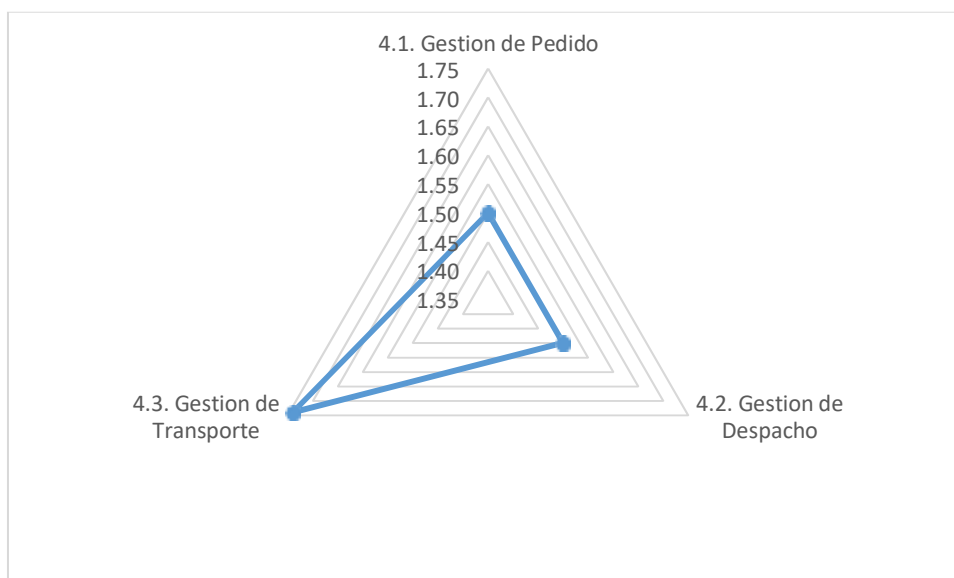 4.1. Gestion de Pedido
1.75
1.70
1.65
1.60
1.55
1.50
1.45
1.40
1.35
4.3. Gestion de
Transporte
4.2. Gestion de
Despacho